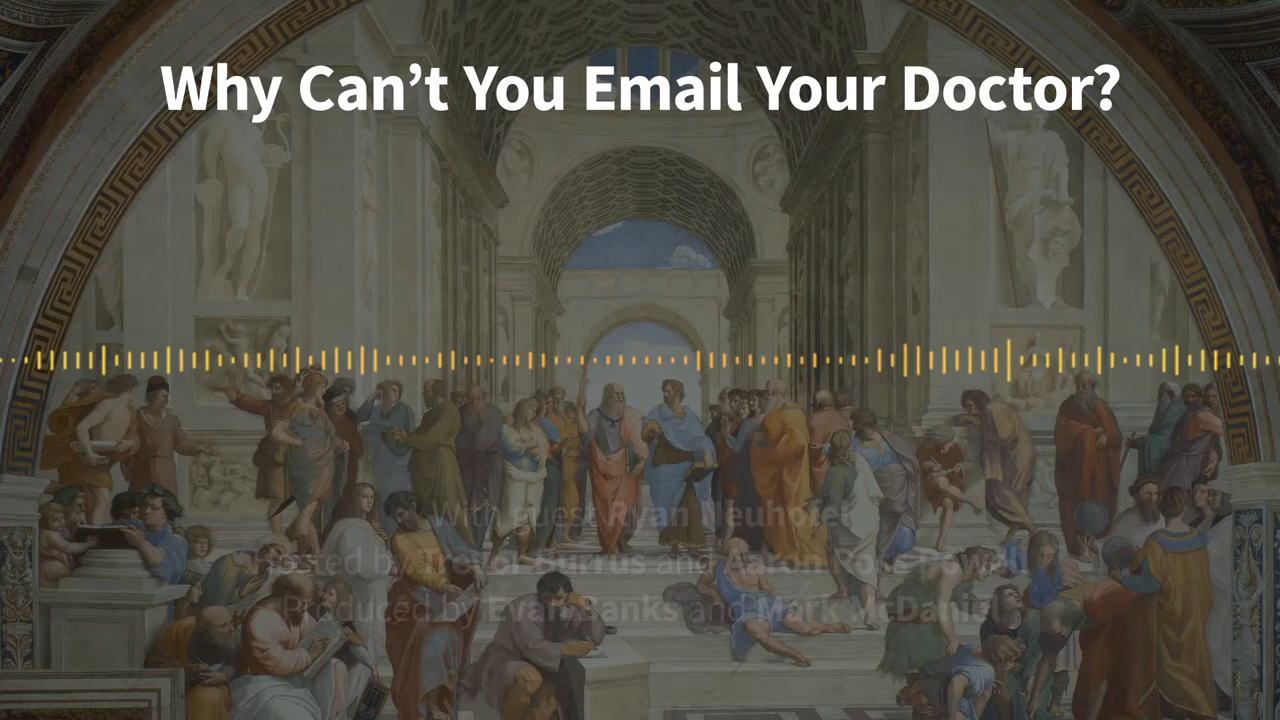 Why Can’t You Email Your Doctor?
With guest Ryan Neuhofel
Hosted by Trevor Burrus and Aaron Ross Powell
Produced by Evan Banks and Mark McDaniel